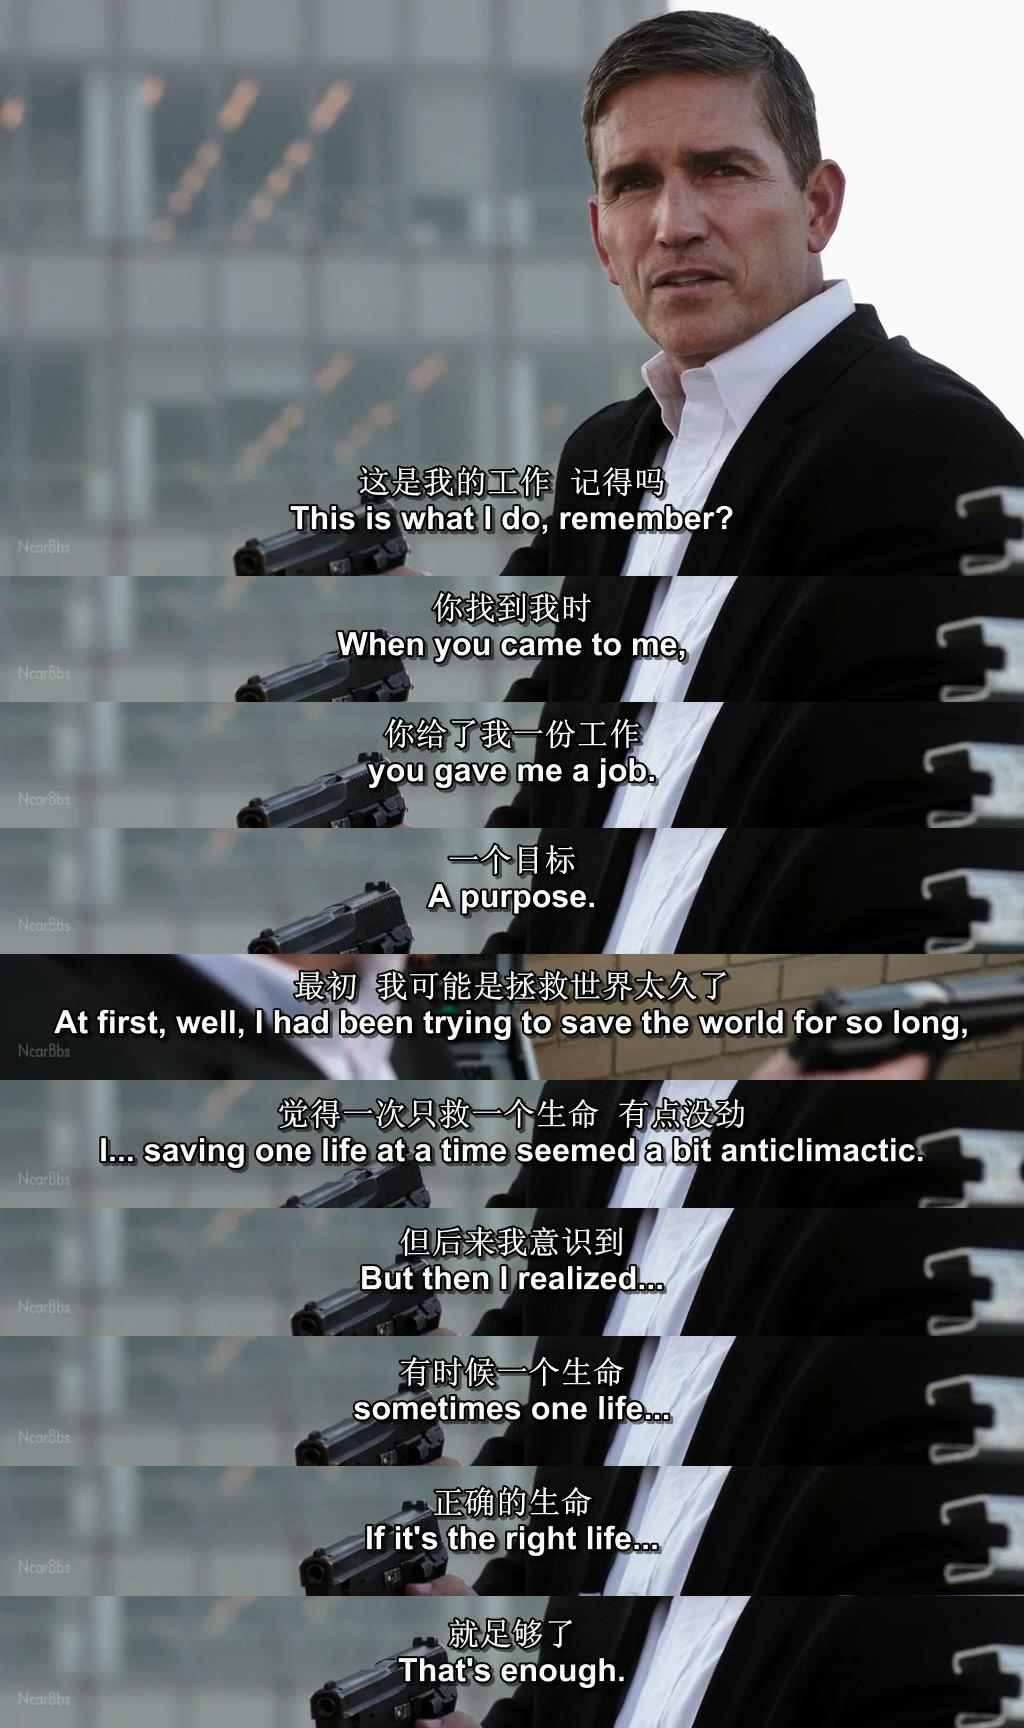 这是我的工作 记得吗
This is what I do, remember?
NcarBbs
你找到我时
When you came to me,
NcarBbs
你给了我一份工作
you gave me a job.
NcarBbs
一个目标
A purpose.
NcarBbs
最初 我可能是拯救世界太久了
At first, well, I had been trying to save the world for so long,
NcarBbs
觉得一次只救一个生命 有点没劲
I... saving one life at a time seemed a bit anticlimactic.
NcarBbs
但后来我意识到
But then I realized...
NcarBbs
有时候一个生命
sometimes one life...
NcarBbs
正确的生命
If it's the right life...
NcarBbs
就足够了
That's enough.
NcarBbs